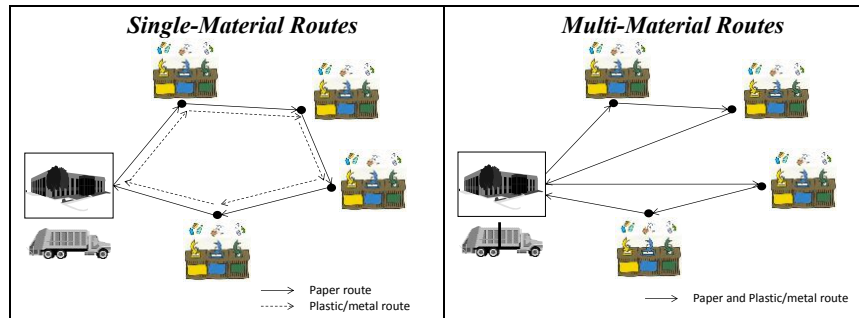 Single-Material Routes
Paper route
Plastic/metal route
Multi-Material Routes
Paper and Plastic/metal route